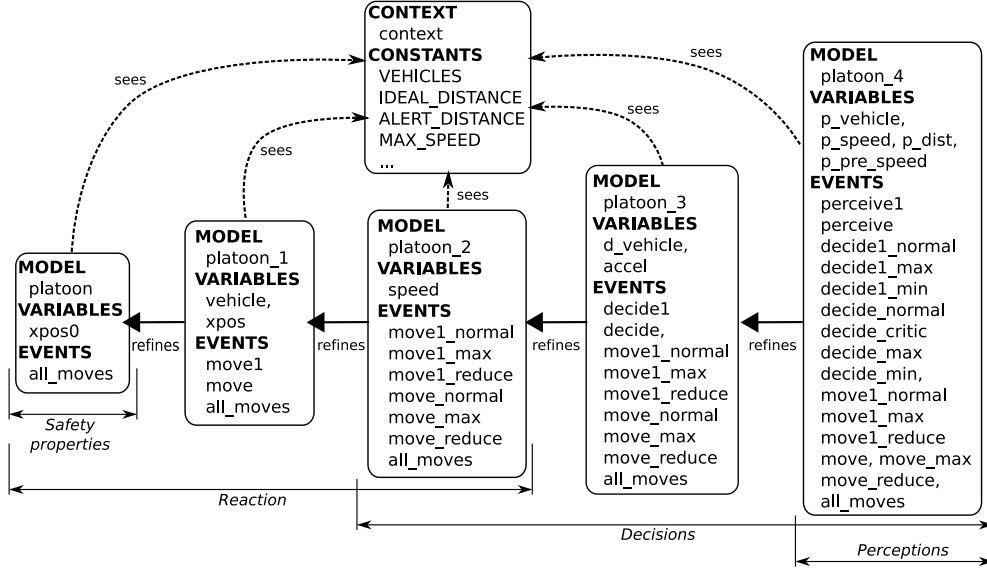 CONTEXT
context
CONSTANTS
VEHICLES
IDEAL_DISTANCE
ALERT_DISTANCE
MAX_SPEED
...
sees
sees
sees
sees
sees
MODEL
platoon
VARIABLES
xpos0
EVENTS
all_moves
refines
MODEL
platoon_1
VARIABLES
vehicle,
xpos
EVENTS
move1
move
all_moves
refines
MODEL
platoon_2
VARIABLES
speed
EVENTS
move1_normal
move1_max
move1_reduce
move_normal
move_max
move_reduce
all_moves
refines
MODEL
platoon_3
VARIABLES
d_vehicle,
accel
EVENTS
decide1
decide,
move1_normal
move1_max
move1_reduce
move_normal
move_max
move_reduce
all_moves
refines
MODEL
platoon_4
VARIABLES
p_vehicle,
p_speed, p_dist,
p_pre_speed
EVENTS
perceive1
perceive
decide1_normal
decide1_max
decide1_min
decide_normal
decide_critic
decide_max
decide_min,
move1_normal
move1_max
move1_reduce
move, move_max
move_reduce,
all_moves
Safety
properties
Reaction
Decisions
Perceptions